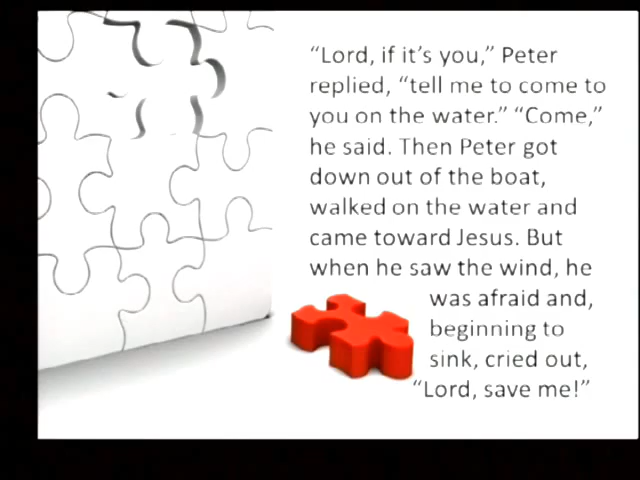 “Lord, if it’s you,” Peter
replied, “tell me to come to
you on the water.” “Come,”
he said. Then Peter got
down out of the boat,
walked on the water and
came toward Jesus. But
when he saw the wind, he
was afraid and,
beginning to
sink, cried out,
“Lord, save me!”